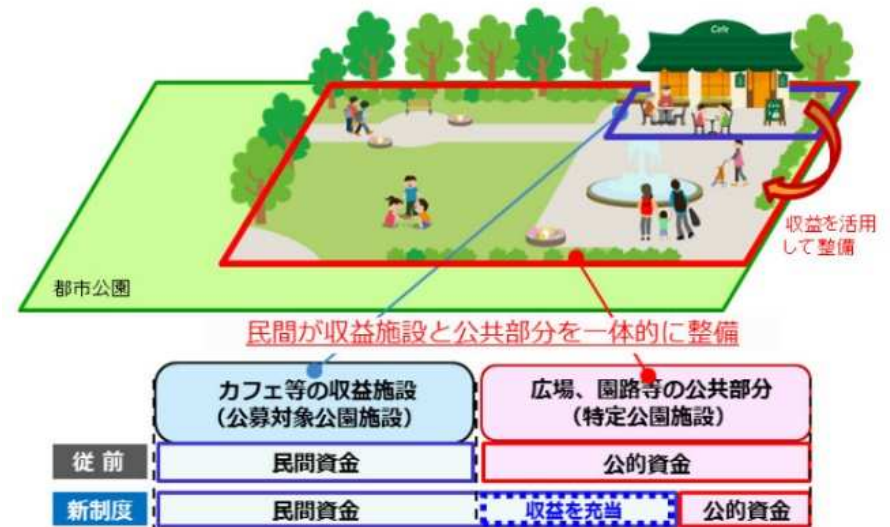 Cafe
収益を活用
して整備
都市公園
民間が収益施設と公共部分を一体的に整備
カフェ等の収益施設
(公募対象公園施設)
広場、園路等の公共部分
(特定公園施設)
従前
民間資金
公的資金
新制度
民間資金
収益を充当
公的資金